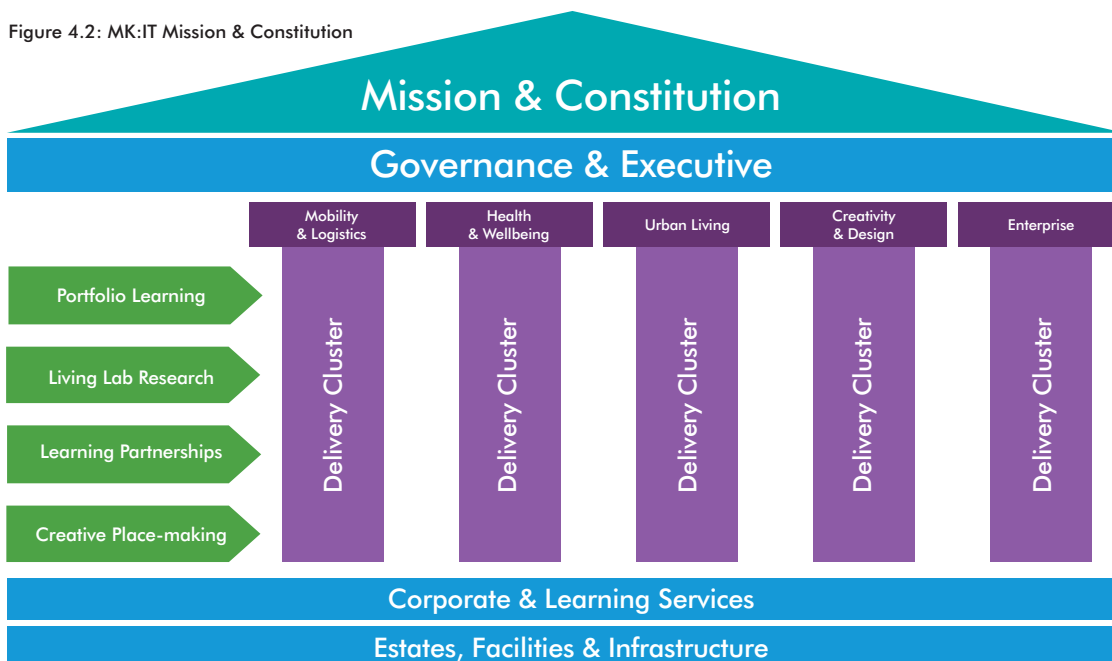 Figure 4.2: MK:IT Mission & Constitution
Mission & Constitution
Governance & Executive
Mobility
& Logistics
Health
& Wellbeing
Urban Living
Creativity
& Design
Enterprise
Portfolio Learning
Living Lab Research
Learning Partnerships
Creative Place-making
Delivery Cluster
Delivery Cluster
Delivery Cluster
Delivery Cluster
Delivery Cluster
Corporate & Learning Services
Estates, Facilities & Infrastructure